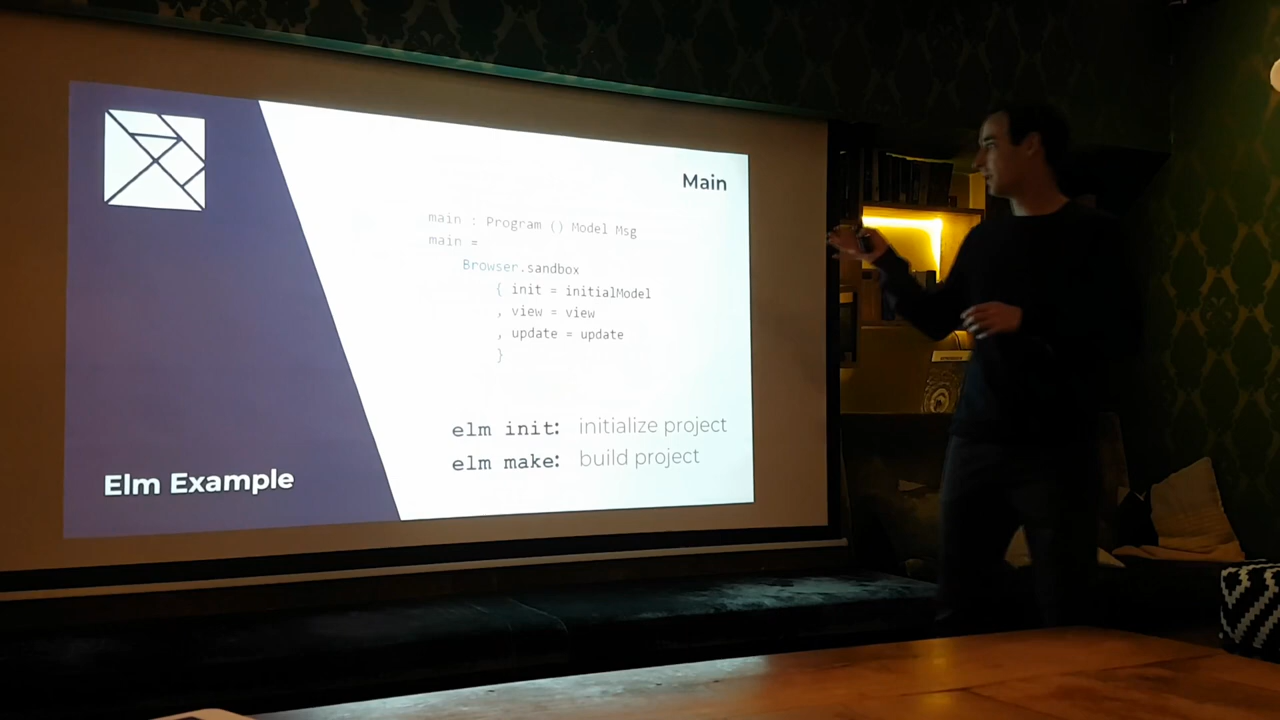 Main
main : Program () Model Msg
main =
Browser.sandbox
{ init = initialModel
, view = view
, update = update
}
elm init: initialize project
elm make: build project
Elm Example